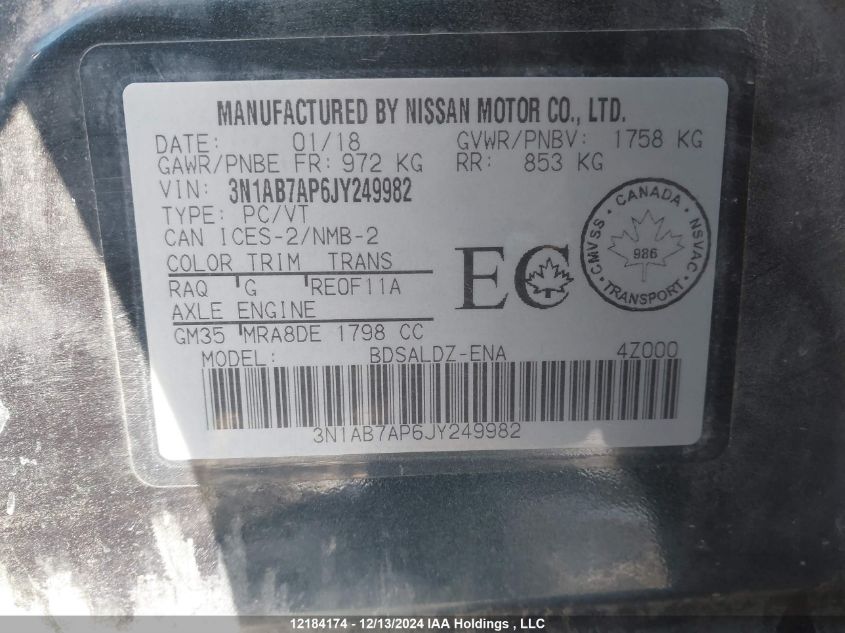 MANUFACTURED BY NISSAN MOTOR CO., LTD.
DATE: 01/18 GVWR/PNBV: 1758 KG
GAWR/PNBE FR: 972 KG RR: 853 KG
VIN: 3N1AB7AP6JY249982
TYPE: PC/VT
CAN ICES-2/NMB-2
COLOR TRIM TRANS
RAQ G RE0F11A
AXLE ENGINE
GM35 MRA8DE 1798 CC
MODEL: BDSALDZ-ENA 4Z000
3N1AB7AP6JY249982
EC
CANADA
CMVSS NSVAC
986
TRANSPORT
12184174 - 12/13/2024 IAA Holdings , LLC